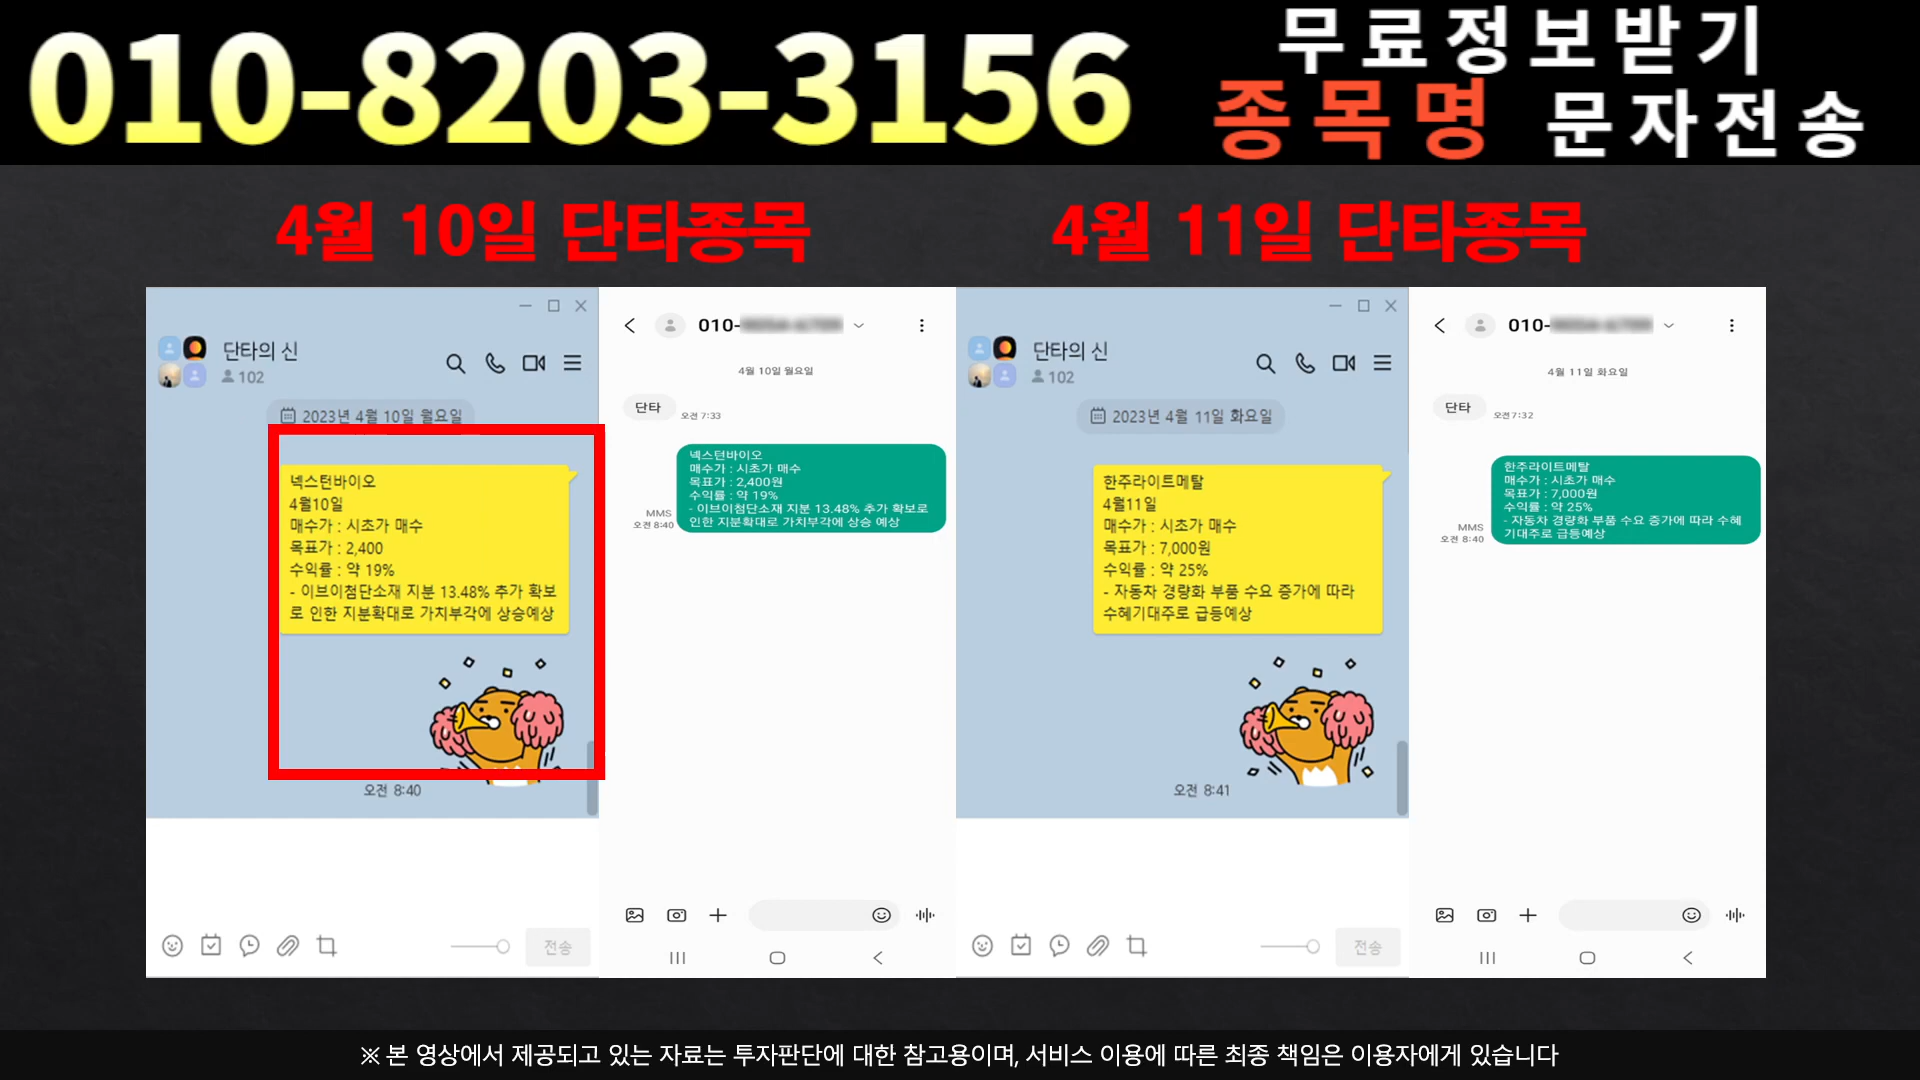 010-8203-3156
무료정보받기
종목명 문자전송
4월 10일 단타종목
4월 11일 단타종목
단타의 신
102
2023년 4월 10일 월요일
넥스턴바이오
4월10일
매수가 : 시초가 매수
목표가 : 2,400
수익률 : 약 19%
- 이브이첨단소재 지분 13.48% 추가 확보
로 인한 지분확대로 가치부각에 상승예상
오전 8:40
전송
010-
4월 10일 월요일
단타
오전 7:33
넥스턴바이오
매수가 : 시초가 매수
목표가 : 2,400원
수익률 : 약 19%
- 이브이첨단소재 지분 13.48% 추가 확보로
인한 지분확대로 가치부각에 상승 예상
MMS
오전 8:40
단타의 신
102
2023년 4월 11일 화요일
한주라이트메탈
4월11일
매수가 : 시초가 매수
목표가 : 7,000원
수익률 : 약 25%
- 자동차 경량화 부품 수요 증가에 따라
수혜기대주로 급등예상
오전 8:41
전송
010-
4월 11일 화요일
단타
오전 7:32
한주라이트메탈
매수가 : 시초가 매수
목표가 : 7,000원
수익률 : 약 25%
- 자동차 경량화 부품 수요 증가에 따라 수혜
기대주로 급등예상
MMS
오전 8:40
※ 본 영상에서 제공되고 있는 자료는 투자판단에 대한 참고용이며, 서비스 이용에 따른 최종 책임은 이용자에게 있습니다